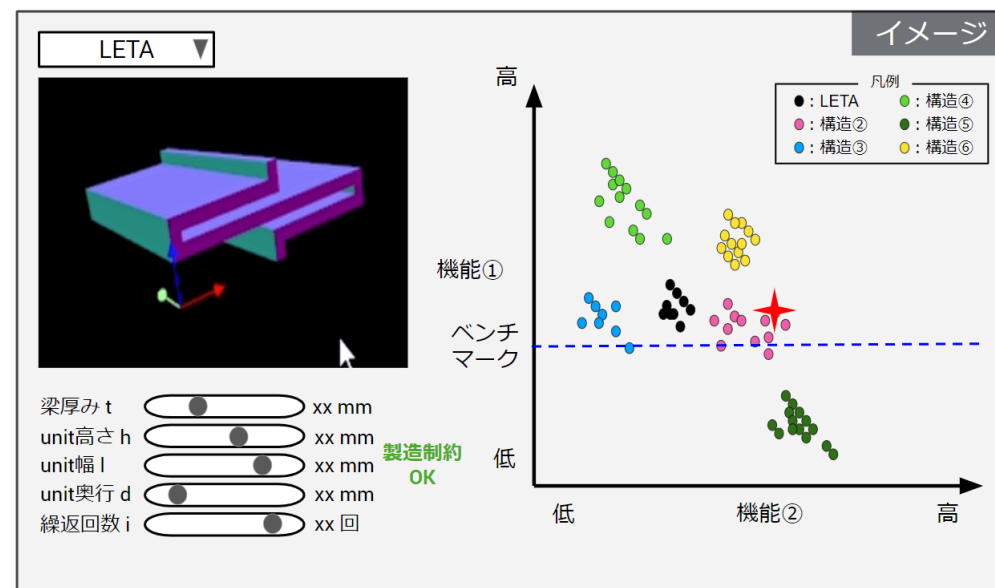 イメージ
LETA ▼
凡例
●：LETA
●：構造②
●：構造③
●：構造④
●：構造⑤
●：構造⑥
高
機能①
ベンチ
マーク
低
低
機能②
高
梁厚み t
xx mm
unit高さ h
xx mm
unit幅 l
xx mm
unit奥行 d
xx mm
繰返回数 i
xx 回
製造制約
OK